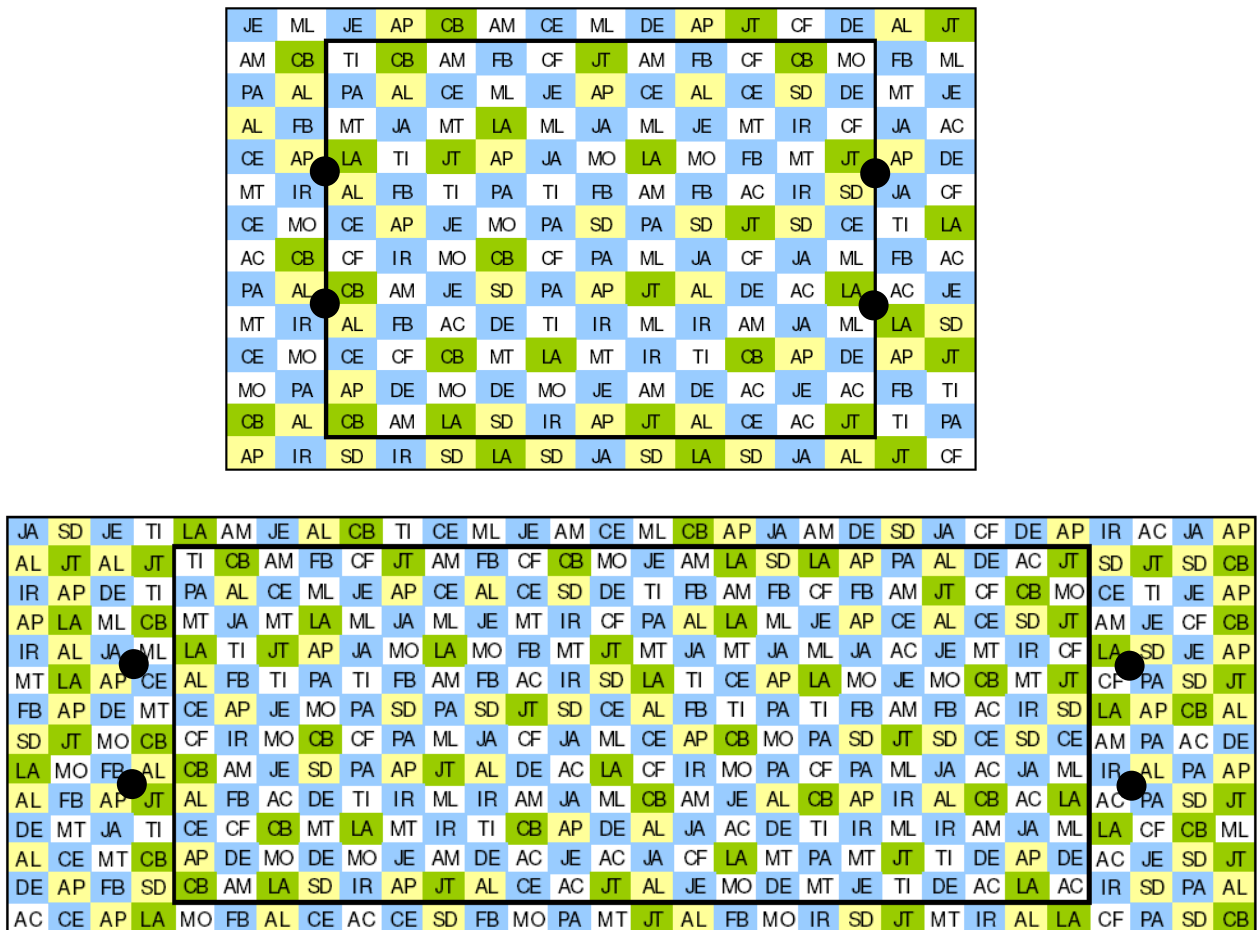 JE ML JE AP CB AM CE ML DE AP JT CF DE AL JT
AM CB TI CB AM FB CF JT AM FB CF CB MO FB ML
PA AL PA AL CE ML JE AP CE AL CE SD DE MT JE
AL FB MT JA MT LA ML JA ML JE MT IR CF JA AC
CE AP LA TI JT AP JA MO LA MO FB MT JT AP DE
MT IR AL FB TI PA TI FB AM FB AC IR SD JA CF
CE MO CE AP JE MO PA SD PA SD JT SD CE TI LA
AC CB CF IR MO CB CF PA ML JA CF JA ML FB AC
PA AL CB AM JE SD PA AP JT AL DE AC LA AC JE
MT IR AL FB AC DE TI IR ML IR AM JA ML LA SD
CE MO CE CF CB MT LA MT IR TI CB AP DE AP JT
MO PA AP DE MO DE MO JE AM DE AC JE AC FB TI
CB AL CB AM LA SD IR AP JT AL CE AC JT TI PA
AP IR SD IR SD LA SD JA SD LA SD JA AL JT CF
JA SD JE TI LA AM JE AL CB TI CE ML JE AM CE ML CB AP JA AM DE SD JA CF DE AP IR AC JA AP
AL JT AL JT TI CB AM FB CF JT AM FB CF CB MO JE AM LA SD LA AP PA AL DE AC JT SD JT SD CB
IR AP DE TI PA AL CE ML JE AP CE AL CE SD DE TI FB AM FB CF FB AM JT CF CB MO CE TI JE AP
AP LA ML CB MT JA MT LA ML JA ML JE MT IR CF PA AL LA ML JE AP CE AL CE SD JT AM JE CF CB
IR AL JA ML LA TI JT AP JA MO LA MO FB MT JT MT JA MT JA ML JA AC JE MT IR CF LA SD JE AP
MT LA AP CE AL FB TI PA TI FB AM FB AC IR SD LA TI CE AP LA MO JE MO CB MT JT CF PA SD JT
FB AP DE MT CE AP JE MO PA SD PA SD JT SD CE AL FB TI PA TI FB AM FB AC IR SD LA AP CB AL
SD JT MO CB CF IR MO CB CF PA ML JA CF JA ML CE AP CB MO PA SD JT SD CE SD CE AM PA AC DE
LA MO FB AL CB AM JE SD PA AP JT AL DE AC LA CF IR MO PA CF PA ML JA AC JA ML IR AL PA AP
AL FB AP JT AL FB AC DE TI IR ML IR AM JA ML CB AM JE AL CB AP IR AL CB AC LA AC PA SD JT
DE MT JA TI CE CF CB MT LA MT IR TI CB AP DE AL JA AC DE TI IR ML IR AM JA ML LA CF CB ML
AL CE MT CB AP DE MO DE MO JE AM DE AC JE AC JA CF LA MT PA MT JT TI DE AP DE AC JE SD JT
DE AP FB SD CB AM LA SD IR AP JT AL CE AC JT AL JE MO DE MT JE TI DE AC LA AC IR SD PA AL
AC CE AP LA MO FB AL CE AC CE SD FB MO PA MT JT AL FB MO IR SD JT MT IR AL LA CF PA SD CB